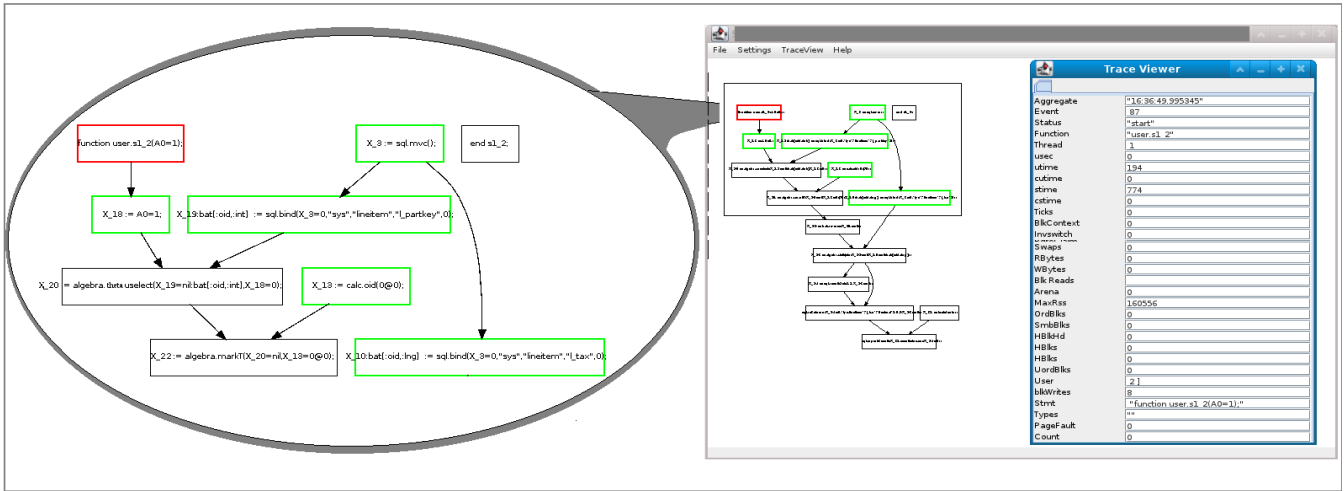 function user.s1_2(A0=1);
X_3 := sql.mvc();
end s1_2;
X_18 := A0=1;
X_19:bat[:oid,:int] := sql.bind(X_3=0,"sys","lineitem","l_partkey",0);
X_20 = algebra.thetauselect(X_19=nil:bat[:oid,:int],X_18=0);
X_13 := calc.oid(0@0);
X_22 := algebra.markT(X_20=nil,X_13=0@0);
X_10:bat[:oid,:lng] := sql.bind(X_3=0,"sys","lineitem","l_tax",0);
File Settings TraceView Help
Trace Viewer
Aggregate "16:36:49.995345"
Event 87
Status "start"
Function "user.s1_2"
Thread 1
usec 0
utime 194
cutime 0
stime 774
cstime 0
Ticks 0
BlkContext 0
Invswitch 0
Swaps 0
RBytes 0
WBytes 0
Blk Reads
Arena 0
MaxRss 160556
OrdBlks 0
SmbBlks 0
HBlkHd 0
HBlks 0
HBlks 0
UordBlks 0
User 2 ]
blkWrites 8
Stmt "function user.s1_2(A0=1);"
Types ""
PageFault 0
Count 0